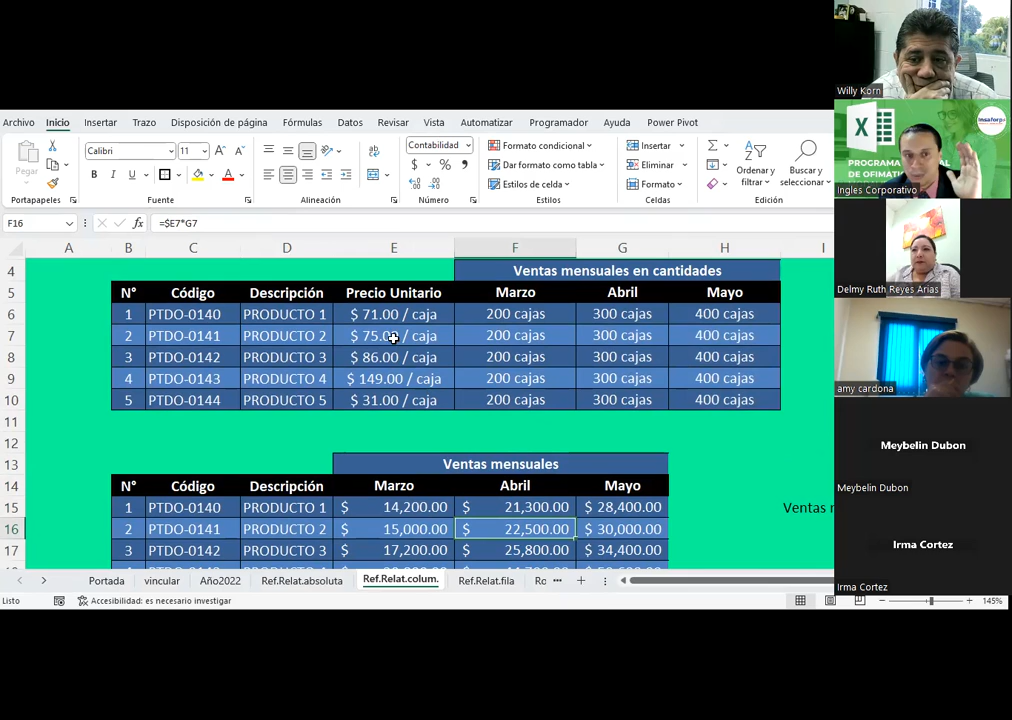 Archivo Inicio Insertar Trazo Disposición de página Fórmulas Datos Revisar Vista Automatizar Programador Ayuda Power Pivot
Pegar
Calibri 11
Contabilidad
Formato condicional
Dar formato como tabla
Estilos de celda
Insertar
Eliminar
Formato
Ordenar y filtrar
Buscar y seleccionar
Portapapeles Fuente Alineación Número Estilos Celdas Edición
F16 =$E7*G7
A B C D E F G H I
4 Ventas mensuales en cantidades
5 N° Código Descripción Precio Unitario Marzo Abril Mayo
6 1 PTDO-0140 PRODUCTO 1 $ 71.00 / caja 200 cajas 300 cajas 400 cajas
7 2 PTDO-0141 PRODUCTO 2 $ 75.00 / caja 200 cajas 300 cajas 400 cajas
8 3 PTDO-0142 PRODUCTO 3 $ 86.00 / caja 200 cajas 300 cajas 400 cajas
9 4 PTDO-0143 PRODUCTO 4 $ 149.00 / caja 200 cajas 300 cajas 400 cajas
10 5 PTDO-0144 PRODUCTO 5 $ 31.00 / caja 200 cajas 300 cajas 400 cajas
11
12
13 Ventas mensuales
14 N° Código Descripción Marzo Abril Mayo
15 1 PTDO-0140 PRODUCTO 1 $ 14,200.00 $ 21,300.00 $ 28,400.00 Ventas
16 2 PTDO-0141 PRODUCTO 2 $ 15,000.00 $ 22,500.00 $ 30,000.00
17 3 PTDO-0142 PRODUCTO 3 $ 17,200.00 $ 25,800.00 $ 34,400.00
Portada vincular Año2022 Ref.Relat.absoluta Ref.Relat.colum. Ref.Relat.fila
Listo Accesibilidad: es necesario investigar 145%
Willy Korn
insaforp
Ingles Corporativo
Delmy Ruth Reyes Arias
amy cardona
Meybelin Dubon
Meybelin Dubon
Irma Cortez
Irma Cortez